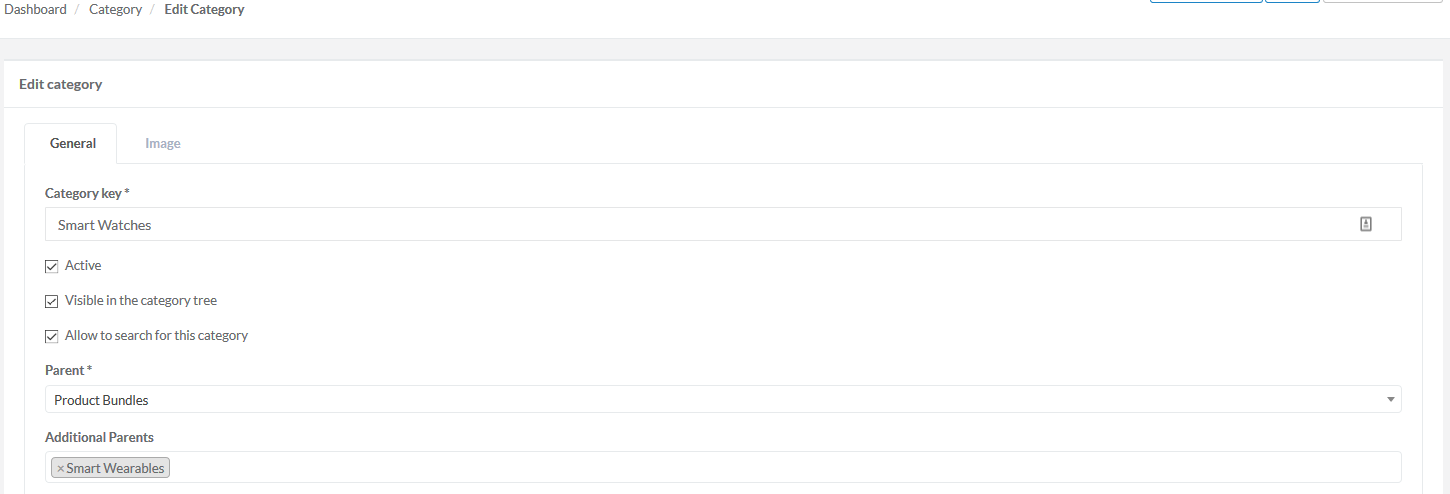 Dashboard / Category / Edit Category
Edit category
General Image
Category key *
Smart Watches
Active
Visible in the category tree
Allow to search for this category
Parent *
Product Bundles
Additional Parents
×Smart Wearables